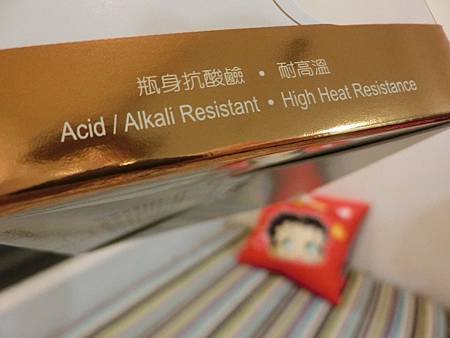 瓶身抗酸鹼 • 耐高溫
Acid / Alkali Resistant • High Heat Resistance